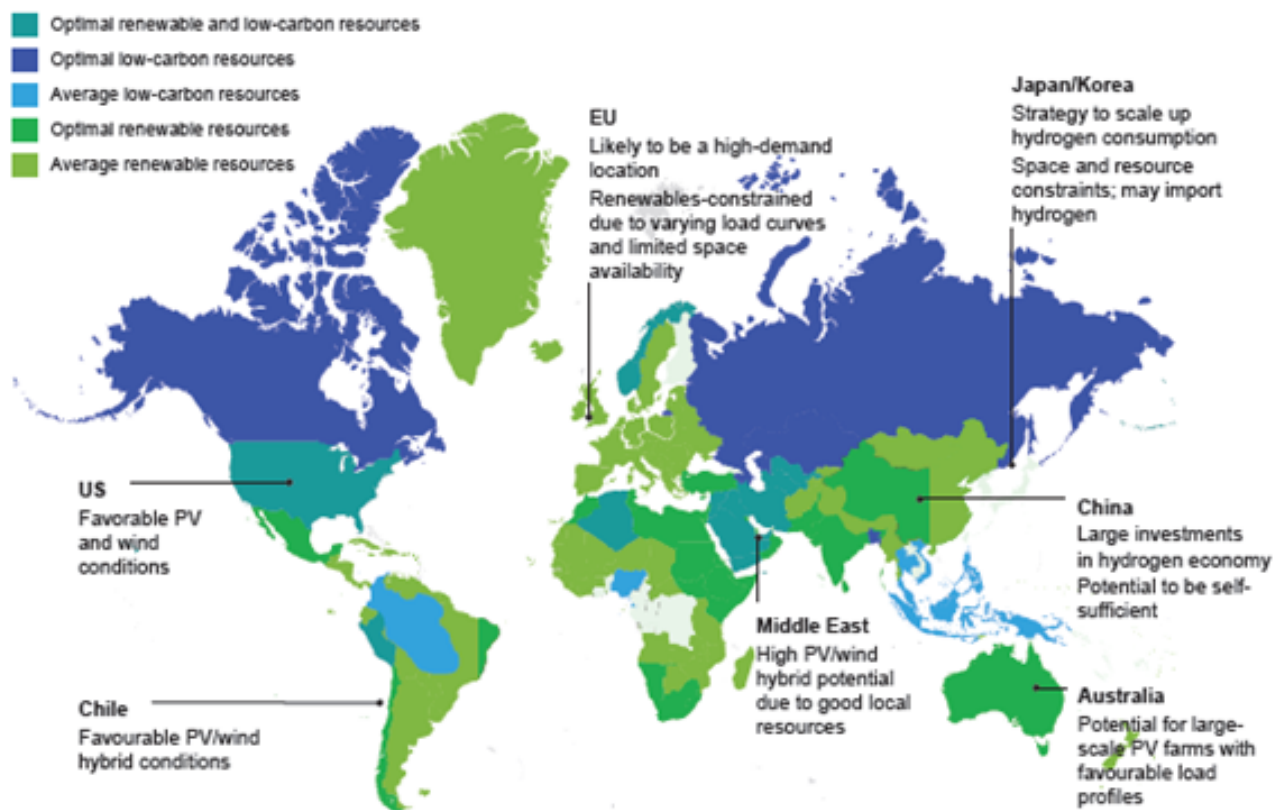 Optimal renewable and low-carbon resources
Optimal low-carbon resources
Average low-carbon resources
Optimal renewable resources
Average renewable resources
EU
Likely to be a high-demand
location
Renewables-constrained
due to varying load curves
and limited space
availability
Japan/Korea
Strategy to scale up
hydrogen consumption
Space and resource
constraints; may import
hydrogen
US
Favorable PV
and wind
conditions
China
Large investments
in hydrogen economy
Potential to be self-
sufficient
Middle East
High PV/wind
hybrid potential
due to good local
resources
Chile
Favourable PV/wind
hybrid conditions
Australia
Potential for large-
scale PV farms with
favourable load
profiles